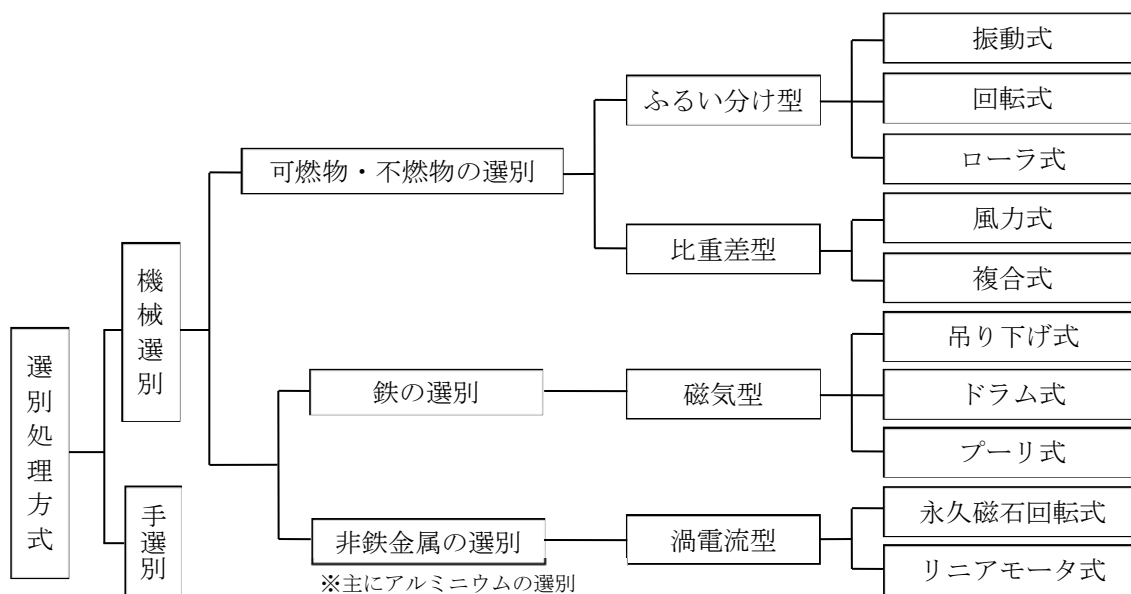 選別処理方式
機械選別
手選別
可燃物・不燃物の選別
鉄の選別
非鉄金属の選別
※主にアルミニウムの選別
ふるい分け型
比重差型
磁気型
渦電流型
振動式
回転式
ローラ式
風力式
複合式
吊り下げ式
ドラム式
プーリ式
永久磁石回転式
リニアモータ式